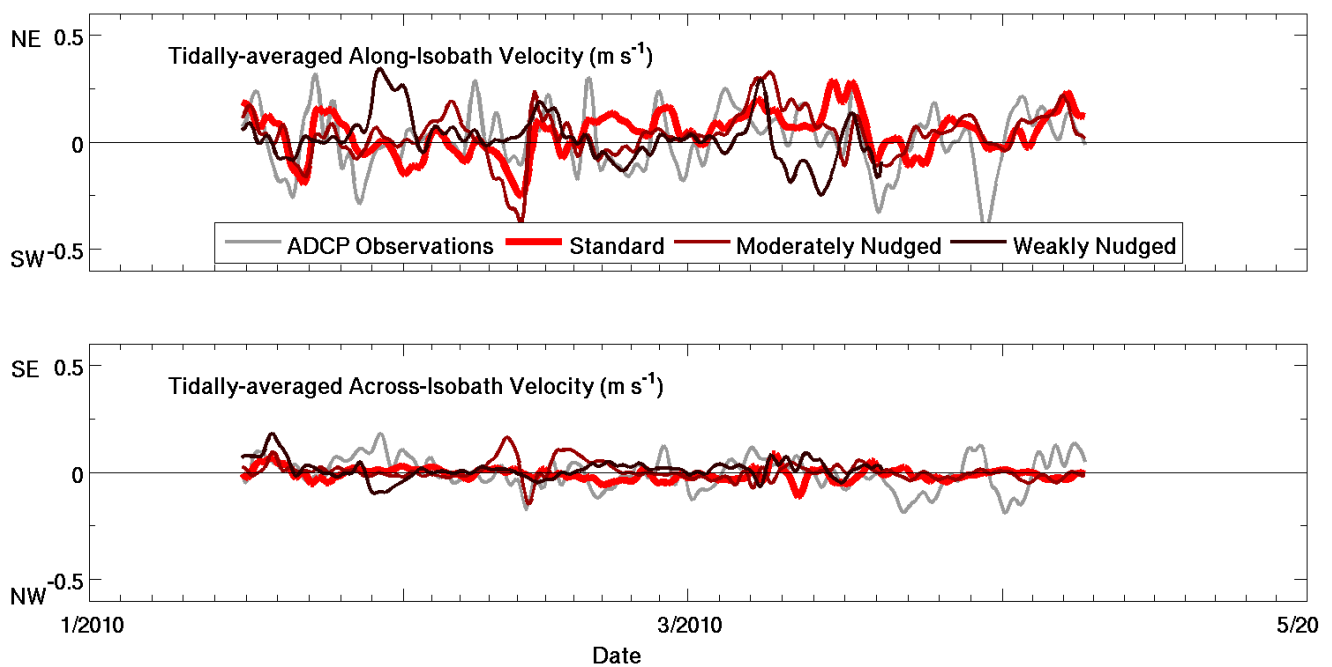 NE 0.5
Tidally-averaged Along-Isobath Velocity (m s⁻¹)
0
ADCP Observations Standard Moderately Nudged Weakly Nudged
SW -0.5
SE 0.5
Tidally-averaged Across-Isobath Velocity (m s⁻¹)
0
NW -0.5
1/2010 3/2010 5/20
Date